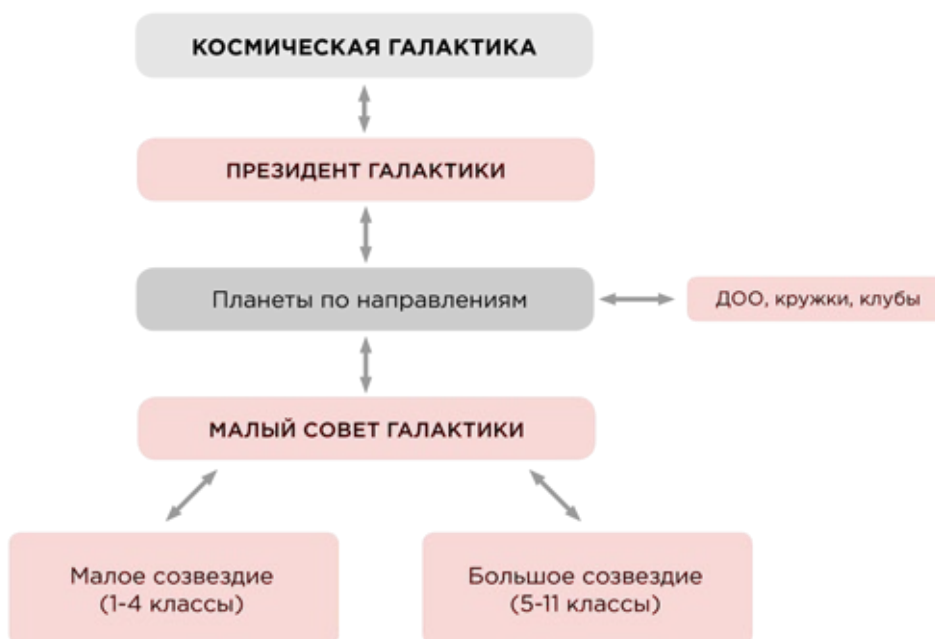 КОСМИЧЕСКАЯ ГАЛАКТИКА
ПРЕЗИДЕНТ ГАЛАКТИКИ
Планеты по направлениям
ДОО, кружки, клубы
МАЛЫЙ СОВЕТ ГАЛАКТИКИ
Малое созвездие
(1-4 классы)
Большое созвездие
(5-11 классы)